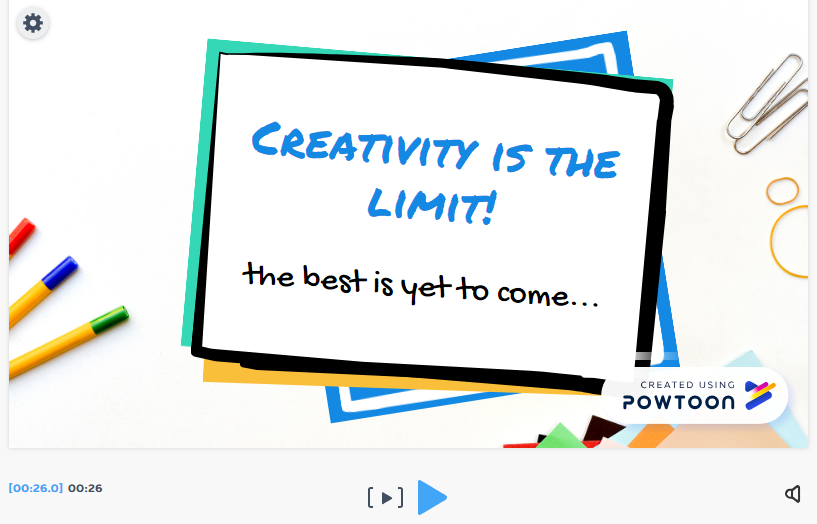 CREATIVITY IS THE
LIMIT!
the best is yet to come...
CREATED USING
POWTOON
[00:26.0] 00:26